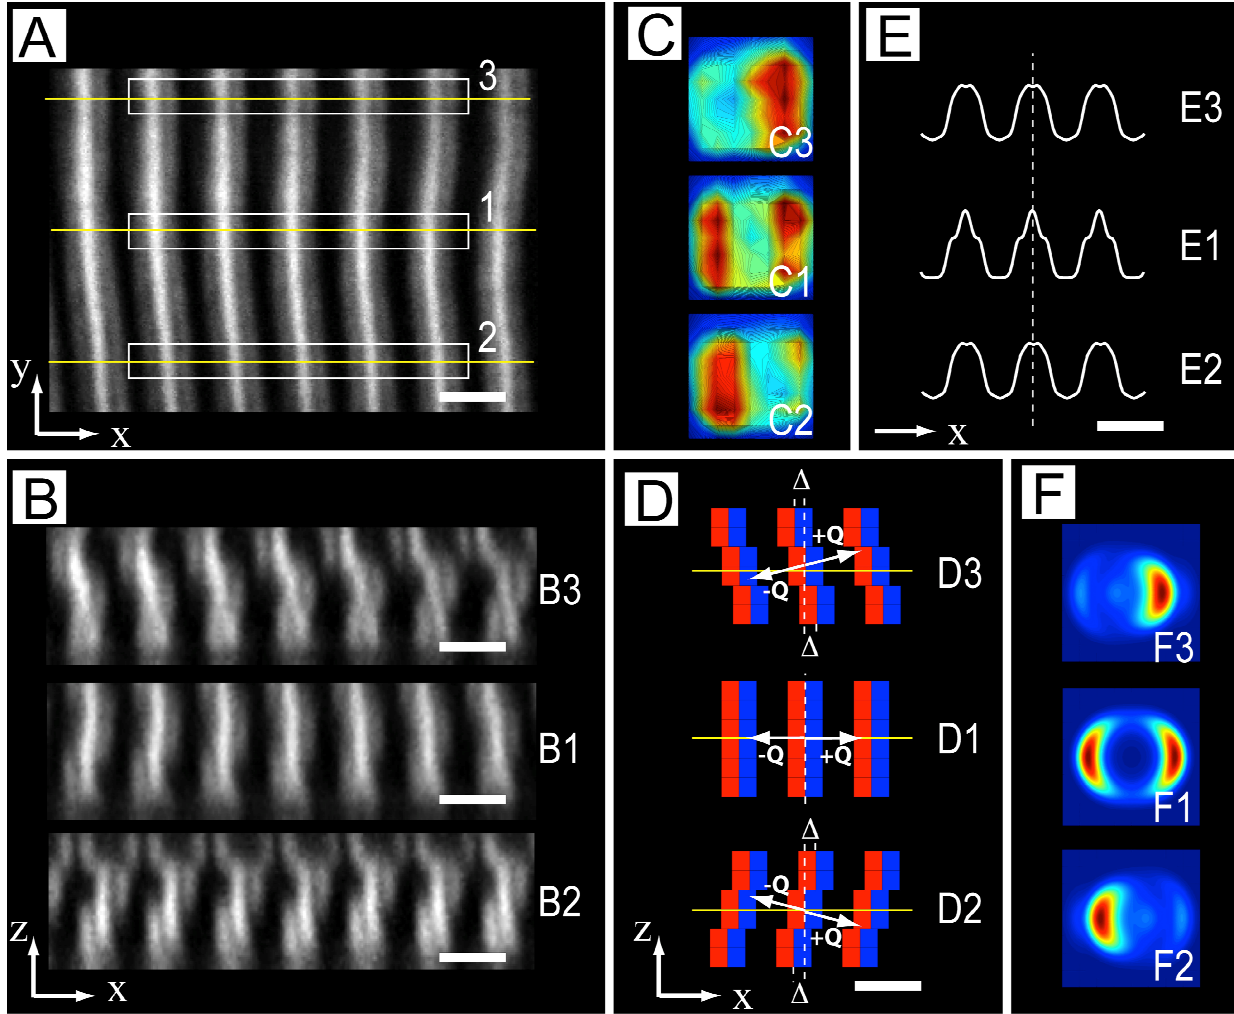 A
3
1
2
y
x
C
C3
C1
C2
E
E3
E1
E2
x
B
B3
B1
B2
z
x
D
Δ
+Q
-Q
D3
Δ
-Q
+Q
D1
Δ
-Q
+Q
D2
Δ
z
x
F
F3
F1
F2